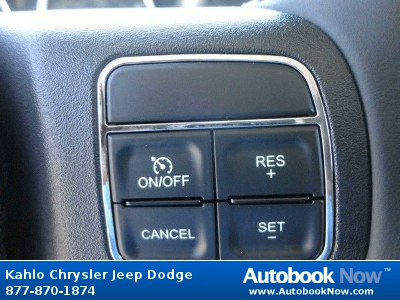 ON/OFF
RES
+
CANCEL
SET
−
Kahlo Chrysler Jeep Dodge
877-870-1874
Autobook Now™
www.AutobookNow.com